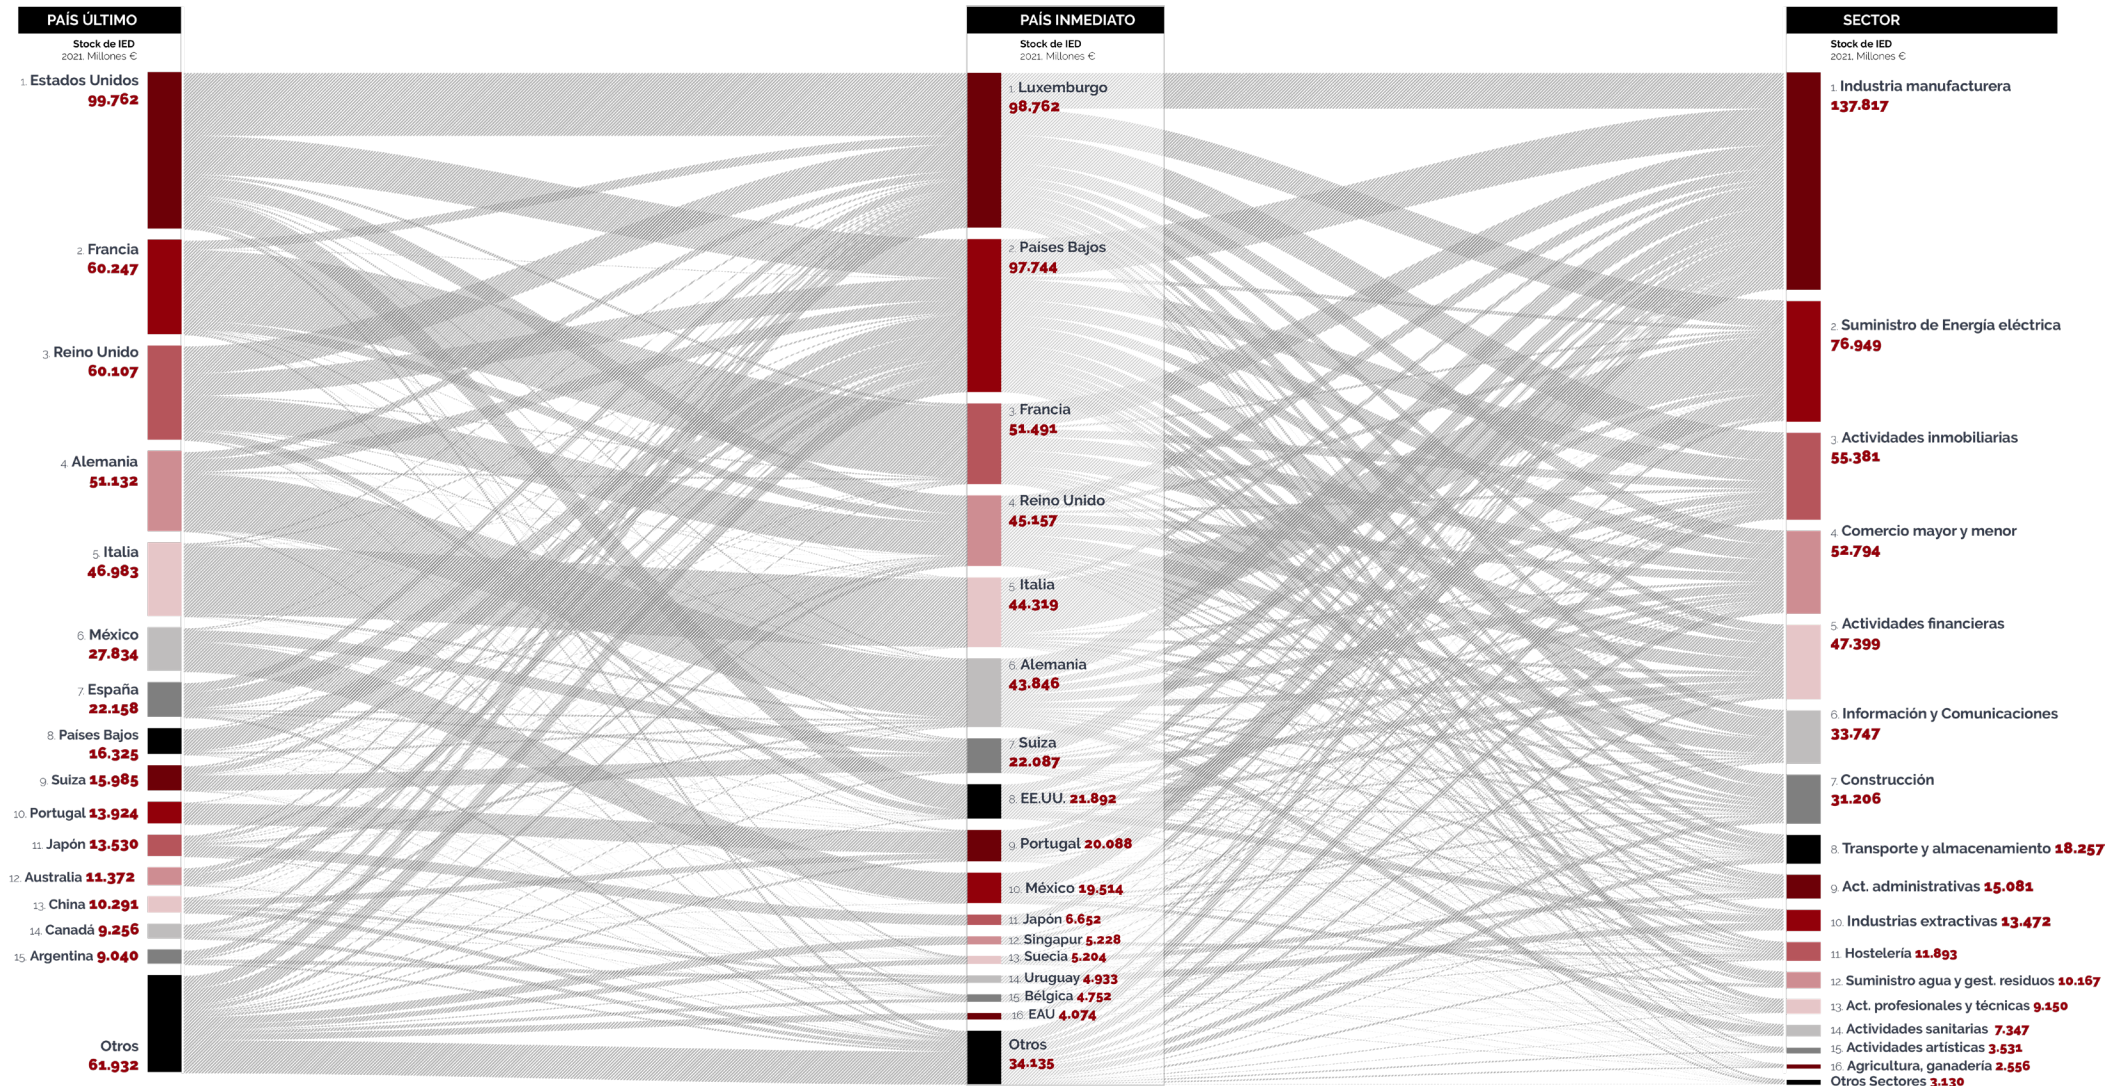 PAÍS ÚLTIMO
Stock de IED
2021. Millones €
1. Estados Unidos
99.762
2. Francia
60.247
3. Reino Unido
60.107
4. Alemania
51.132
5. Italia
46.983
6. México
27.834
7. España
22.158
8. Países Bajos
16.325
9. Suiza 15.985
10. Portugal 13.924
11. Japón 13.530
12. Australia 11.372
13. China 10.291
14. Canadá 9.256
15. Argentina 9.040
Otros
61.932
PAÍS INMEDIATO
Stock de IED
2021. Millones €
1. Luxemburgo
98.762
2. Países Bajos
97.744
3. Francia
51.491
4. Reino Unido
45.157
5. Italia
44.319
6. Alemania
43.846
7. Suiza
22.087
8. EE.UU. 21.892
9. Portugal 20.088
10. México 19.514
11. Japón 6.652
12. Singapur 5.228
13. Suecia 5.204
14. Uruguay 4.933
15. Bélgica 4.752
16. EAU 4.074
Otros
34.135
SECTOR
Stock de IED
2021. Millones €
1. Industria manufacturera
137.817
2. Suministro de Energía eléctrica
76.949
3. Actividades inmobiliarias
55.381
4. Comercio mayor y menor
52.794
5. Actividades financieras
47.399
6. Información y Comunicaciones
33.747
7. Construcción
31.206
8. Transporte y almacenamiento 18.257
9. Act. administrativas 15.081
10. Industrias extractivas 13.472
11. Hostelería 11.893
12. Suministro agua y gest. residuos 10.167
13. Act. profesionales y técnicas 9.150
14. Actividades sanitarias 7.347
15. Actividades artísticas 3.531
16. Agricultura, ganadería 2.556
Otros Sectores 3.130